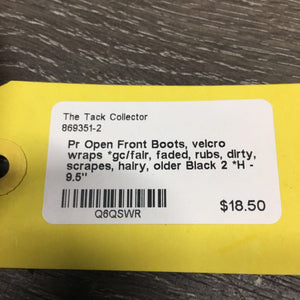 The Tack Collector
869351-2
Pr Open Front Boots, velcro
wraps *gc/fair, faded, rubs, dirty,
scrapes, hairy, older Black 2 *H -
9.5"
Q6QSWR
$18.50